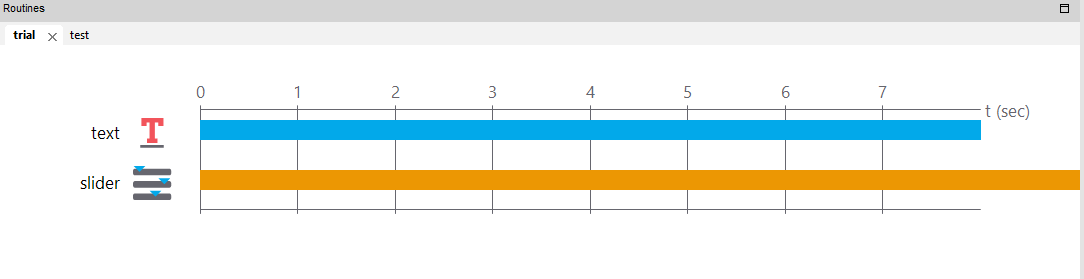 Routines
trial test
0 1 2 3 4 5 6 7
t (sec)
text
slider